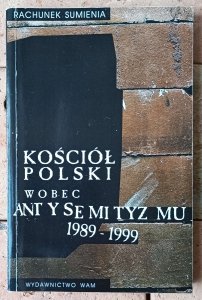 RACHUNEK SUMIENIA
KOŚCIÓŁ
POLSKI
WOBEC
ANTYSEMITYZMU
1989 - 1999
WYDAWNICTWO WAM